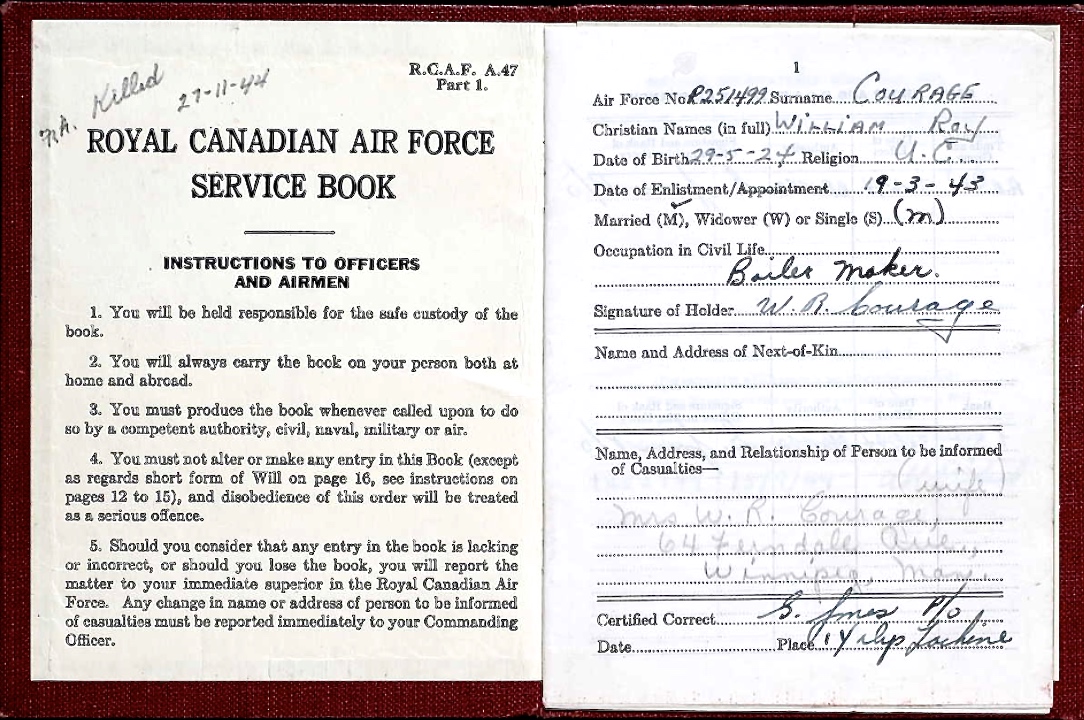 Killed
27-11-44
R.C.A.F. A.47
Part 1.
ROYAL CANADIAN AIR FORCE
SERVICE BOOK
INSTRUCTIONS TO OFFICERS
AND AIRMEN
1. You will be held responsible for the safe custody of the
book.
2. You will always carry the book on your person both at
home and abroad.
3. You must produce the book whenever called upon to do
so by a competent authority, civil, naval, military or air.
4. You must not alter or make any entry in this Book (except
as regards short form of Will on page 16, see instructions on
pages 12 to 15), and disobedience of this order will be treated
as a serious offence.
5. Should you consider that any entry in the book is lacking
or incorrect, or should you lose the book, you will report the
matter to your immediate superior in the Royal Canadian Air
Force. Any change in name or address of person to be informed
of casualties must be reported immediately to your Commanding
Officer.
1
Air Force No. R251499 Surname COURAGE
Christian Names (in full) WILLIAM Roy
Date of Birth 29-5-24 Religion U.C.
Date of Enlistment/Appointment 19-3-43
Married (M), Widower (W) or Single (S) (M)
Occupation in Civil Life
Boiler Maker.
Signature of Holder W. R. Courage
Name and Address of Next-of-Kin
Name, Address, and Relationship of Person to be informed
of Casualties—
(wife)
Mrs W. R. Courage,
64 Ferndale Ave.,
Winnipeg, Man.
Certified Correct P/O
Date Place Lachine